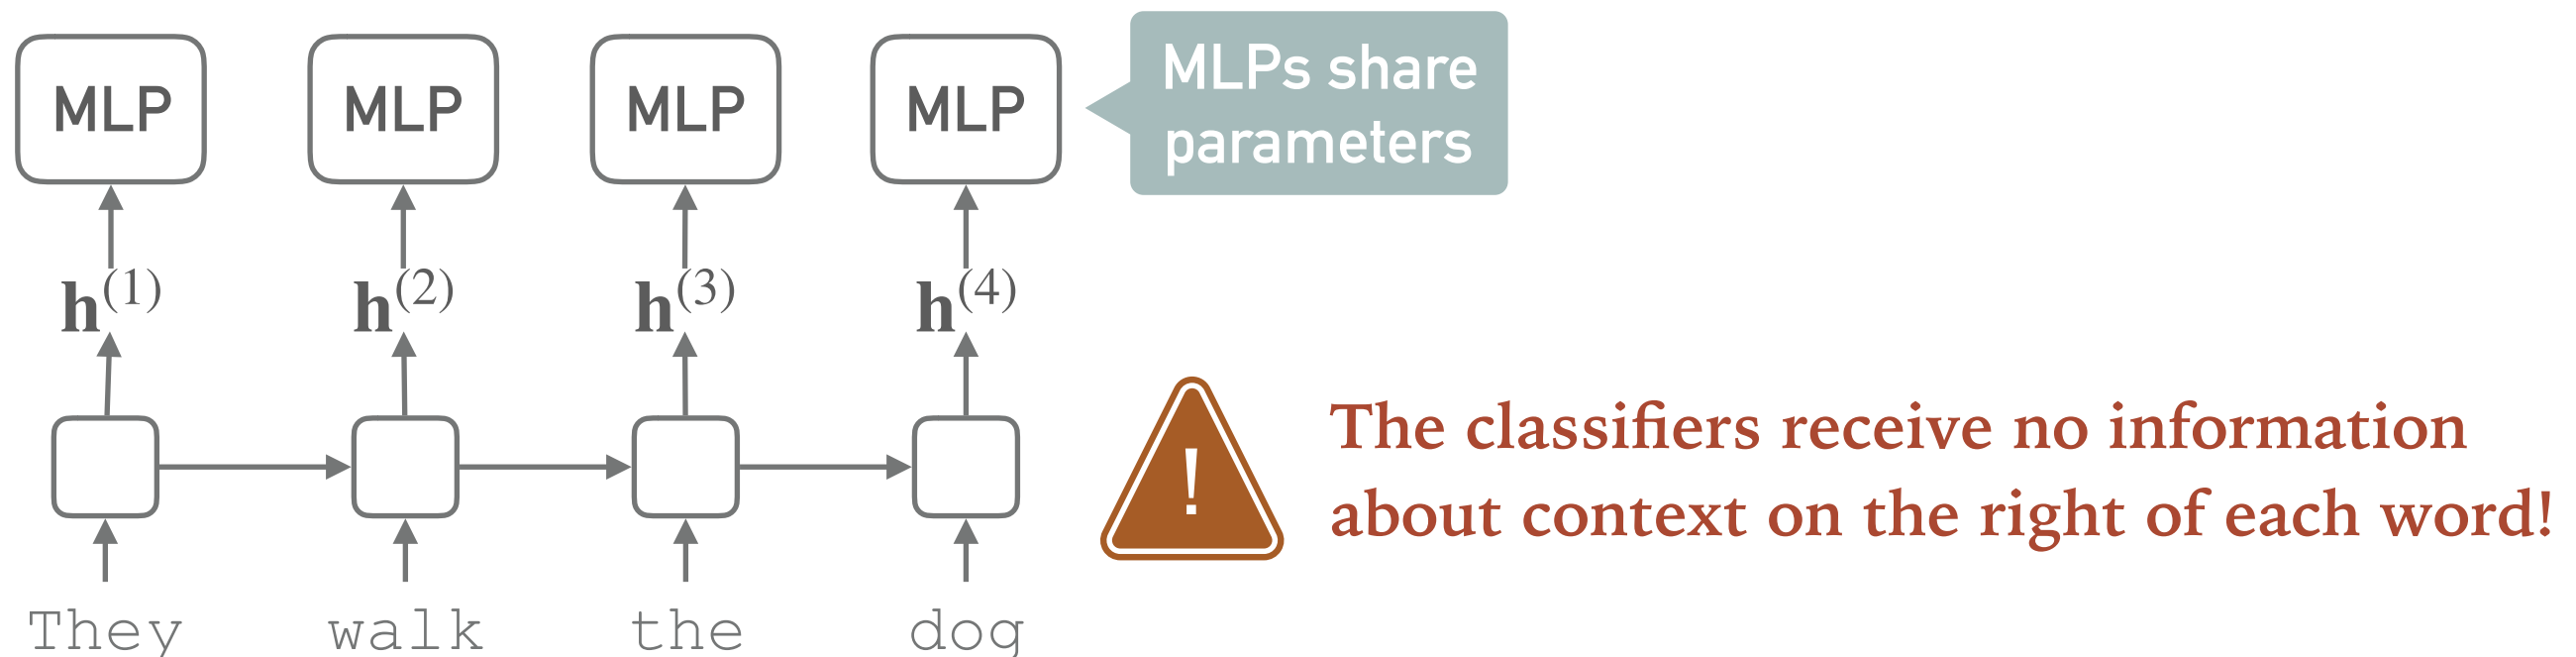 MLP MLP MLP MLP
MLPs share
parameters
h(1) h(2) h(3) h(4)
!
The classifiers receive no information
about context on the right of each word!
They walk the dog